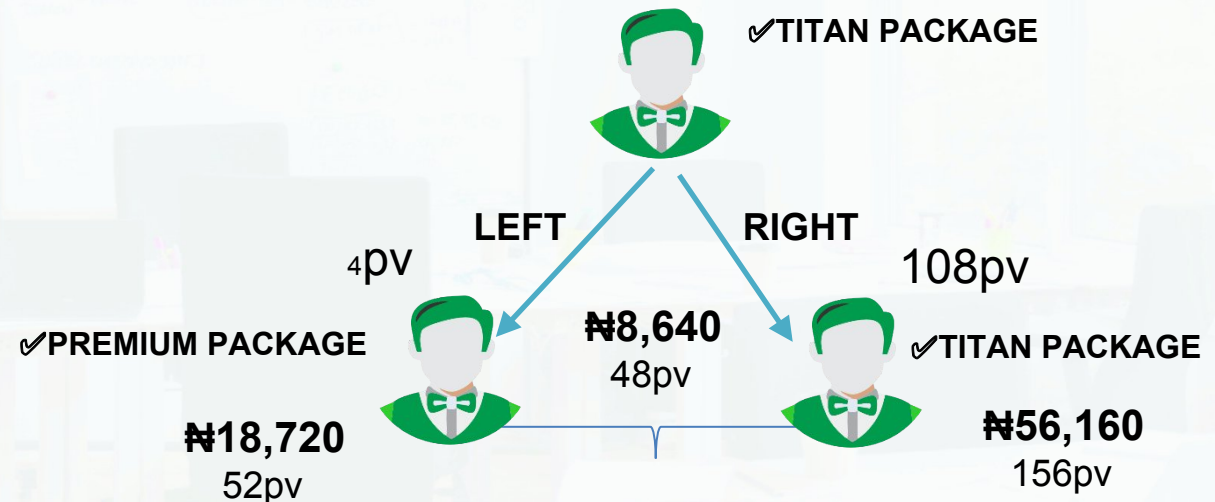 ✓TITAN PACKAGE
LEFT
RIGHT
4pv
108pv
✓PREMIUM PACKAGE
₦8,640
48pv
✓TITAN PACKAGE
₦18,720
52pv
₦56,160
156pv